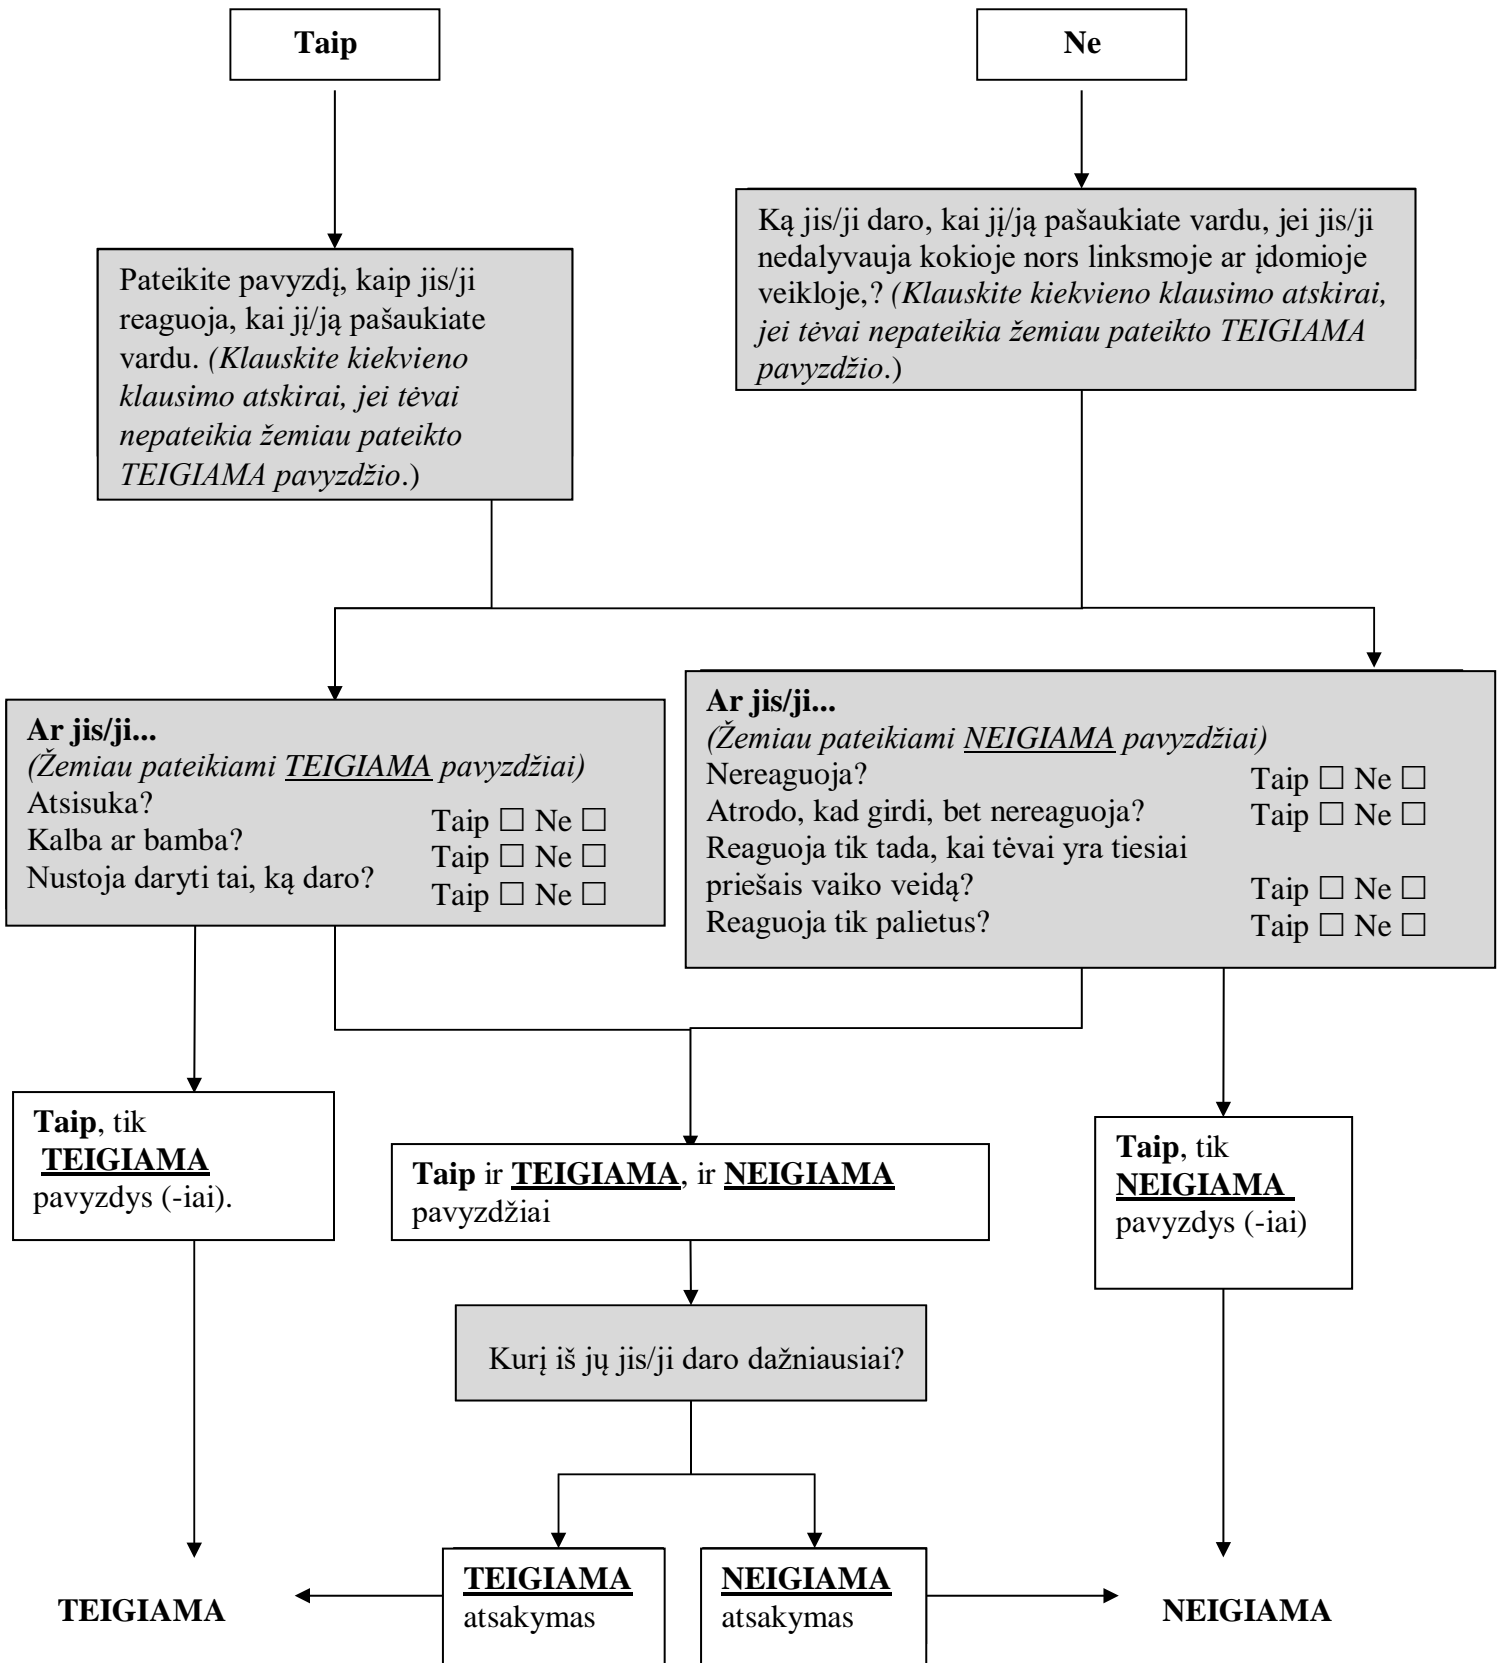 Taip
Ne
Pateikite pavyzdį, kaip jis/ji
reaguoja, kai jį/ją pašaukiate
vardu. (Klauskite kiekvieno
klausimo atskirai, jei tėvai
nepateikia žemiau pateikto
TEIGIAMA pavyzdžio.)
Ką jis/ji daro, kai jį/ją pašaukiate vardu, jei jis/ji
nedalyvauja kokioje nors linksmoje ar įdomioje
veikloje,? (Klauskite kiekvieno klausimo atskirai,
jei tėvai nepateikia žemiau pateikto TEIGIAMA
pavyzdžio.)
Ar jis/ji...
(Žemiau pateikiami TEIGIAMA pavyzdžiai)
Atsisuka? Taip ☐ Ne ☐
Kalba ar bamba? Taip ☐ Ne ☐
Nustoja daryti tai, ką daro? Taip ☐ Ne ☐
Ar jis/ji...
(Žemiau pateikiami NEIGIAMA pavyzdžiai)
Nereaguoja? Taip ☐ Ne ☐
Atrodo, kad girdi, bet nereaguoja? Taip ☐ Ne ☐
Reaguoja tik tada, kai tėvai yra tiesiai
priešais vaiko veidą? Taip ☐ Ne ☐
Reaguoja tik palietus? Taip ☐ Ne ☐
Taip, tik
TEIGIAMA
pavyzdys (-iai).
Taip ir TEIGIAMA, ir NEIGIAMA
pavyzdžiai
Taip, tik
NEIGIAMA
pavyzdys (-iai)
Kurį iš jų jis/ji daro dažniausiai?
TEIGIAMA
TEIGIAMA
atsakymas
NEIGIAMA
atsakymas
NEIGIAMA